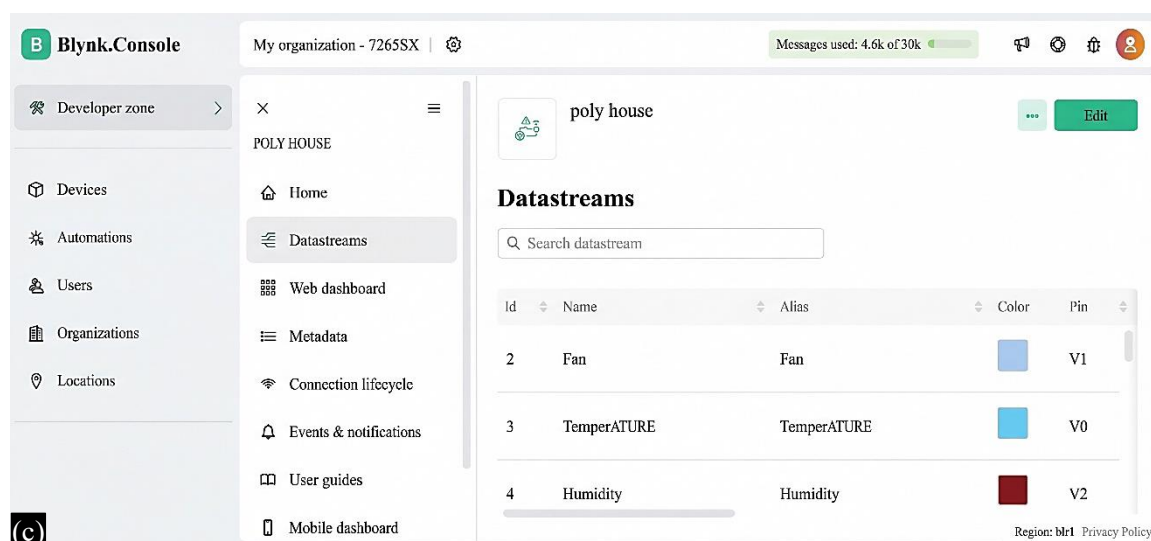 B Blynk.Console
My organization - 7265SX
Messages used: 4.6k of 30k
Developer zone
Devices
Automations
Users
Organizations
Locations
POLY HOUSE
Home
Datastreams
Web dashboard
Metadata
Connection lifecycle
Events & notifications
User guides
Mobile dashboard
poly house
Edit
Datastreams
Search datastream
Id Name Alias Color Pin
2 Fan Fan V1
3 TemperATURE TemperATURE V0
4 Humidity Humidity V2
Region: blr1 Privacy Policy
(c)